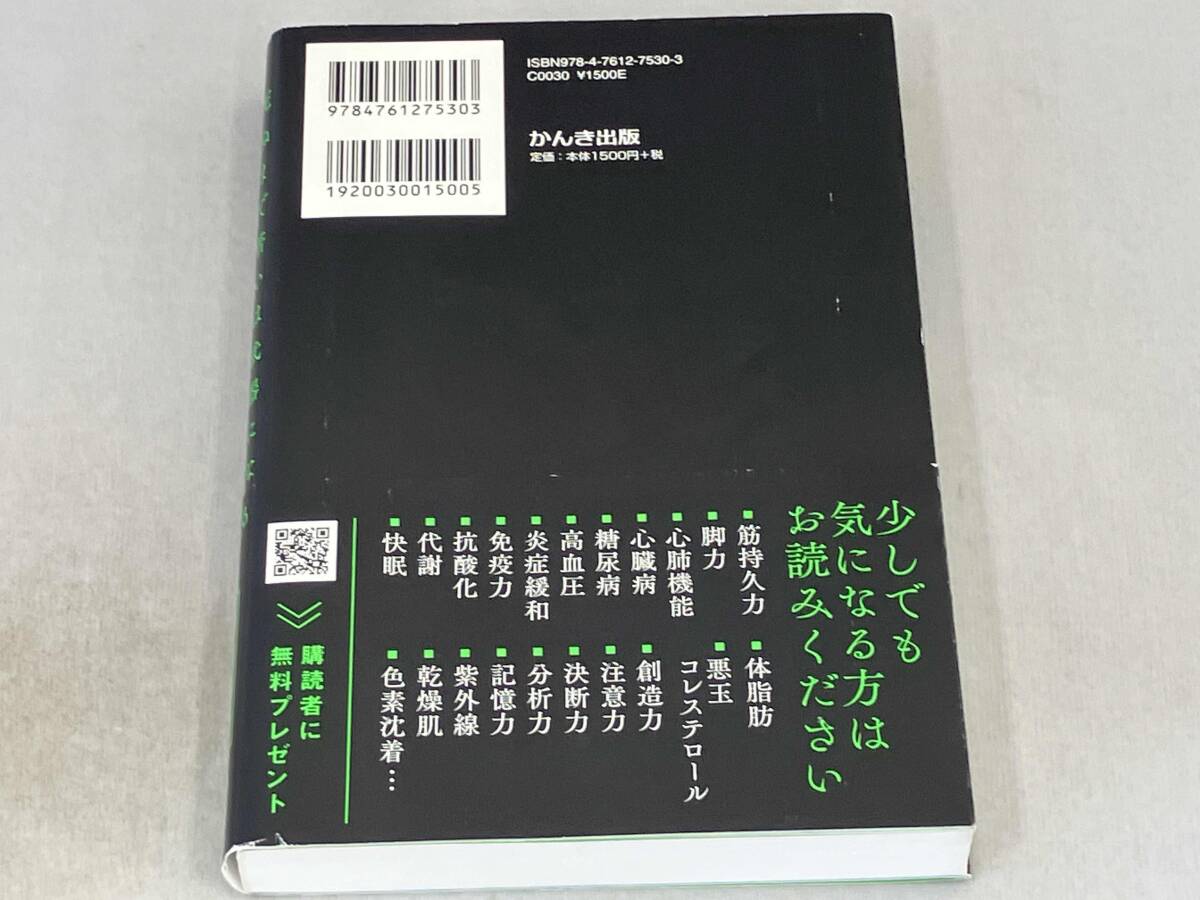 9784761275303
1920030015005
ISBN978-4-7612-7530-3
C0030 ¥1500E
かんき出版
定価：本体1500円+税
少しでも
気になる方は
お読みください
■筋持久力
■脚力
■心肺機能
■心臓病
■糖尿病
■高血圧
■炎症緩和
■免疫力
■抗酸化
■代謝
■快眠
■体脂肪
■悪玉
コレステロール
■創造力
■注意力
■決断力
■分析力
■記憶力
■紫外線
■乾燥肌
■色素沈着…
購読者に
無料プレゼント